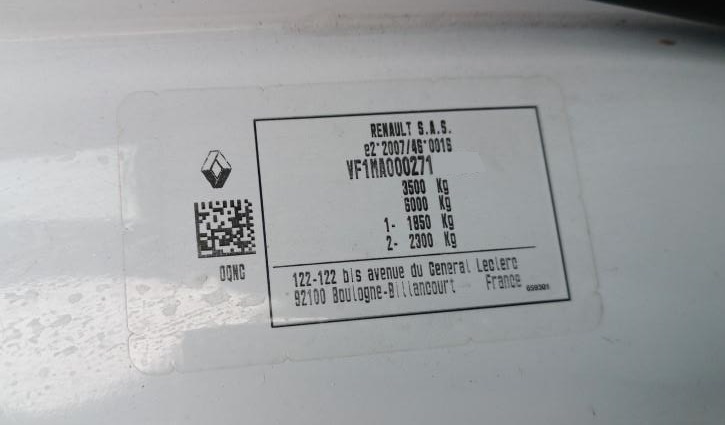 RENAULT S.A.S.
e2*2007/46*0016
VF1MA000271
3500 Kg
6000 Kg
1- 1850 Kg
2- 2300 Kg
OQNC
122-122 bis avenue du General Leclerc
92100 Boulogne-Billancourt France